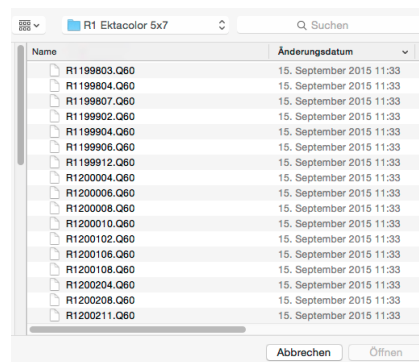 R1 Ektacolor 5x7 Suchen
Name Änderungsdatum
R1199803.Q60 15. September 2015 11:33
R1199804.Q60 15. September 2015 11:33
R1199807.Q60 15. September 2015 11:33
R1199902.Q60 15. September 2015 11:33
R1199904.Q60 15. September 2015 11:33
R1199906.Q60 15. September 2015 11:33
R1199912.Q60 15. September 2015 11:33
R1200004.Q60 15. September 2015 11:33
R1200006.Q60 15. September 2015 11:33
R1200008.Q60 15. September 2015 11:33
R1200010.Q60 15. September 2015 11:33
R1200102.Q60 15. September 2015 11:33
R1200106.Q60 15. September 2015 11:33
R1200108.Q60 15. September 2015 11:33
R1200204.Q60 15. September 2015 11:33
R1200208.Q60 15. September 2015 11:33
R1200211.Q60 15. September 2015 11:33
Abbrechen Öffnen